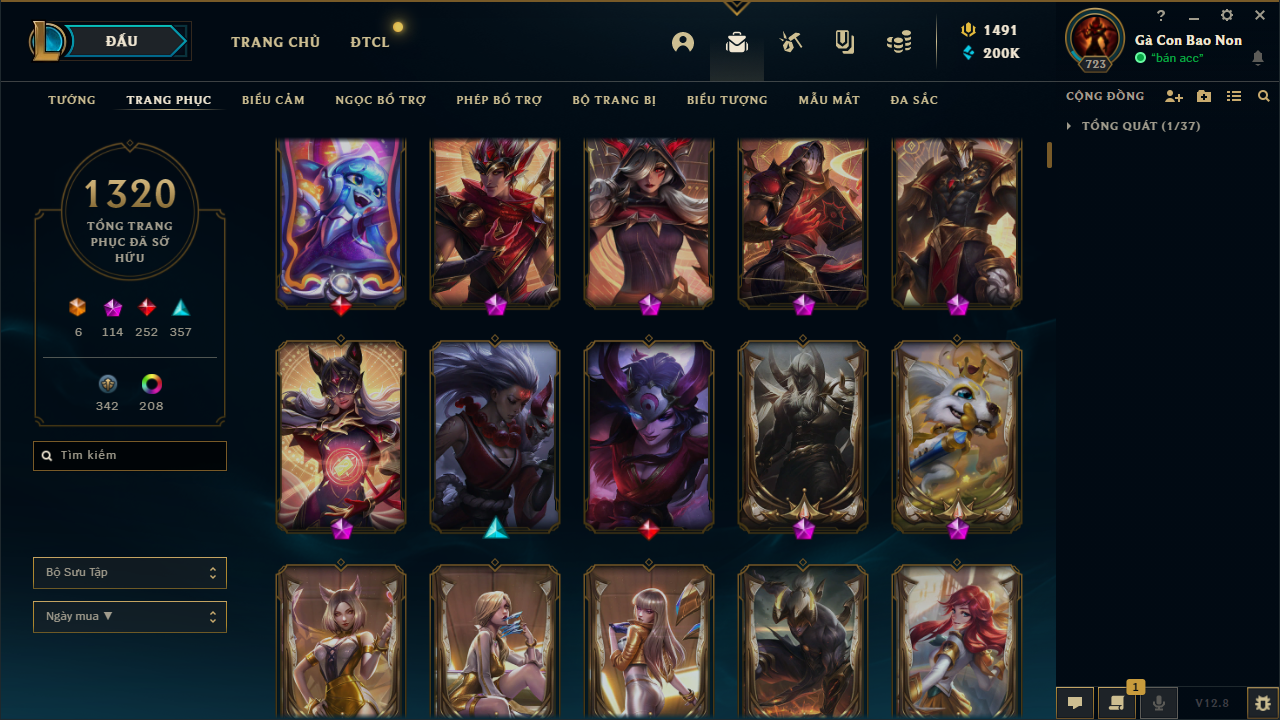 ĐẤU
TRANG CHỦ
ĐTCL
1491
200K
?
Gà Con Bao Non
"bán acc"
723
TƯỚNG
TRANG PHỤC
BIỂU CẢM
NGỌC BỔ TRỢ
PHÉP BỔ TRỢ
BỘ TRANG BỊ
BIỂU TƯỢNG
MẪU MẮT
ĐA SẮC
CỘNG ĐỒNG
TỔNG QUÁT (1/37)
1320
TỔNG TRANG
PHỤC ĐÃ SỞ
HỮU
6
114
252
357
342
208
Tìm kiếm
Bộ Sưu Tập
Ngày mua ▼
1
V12.8